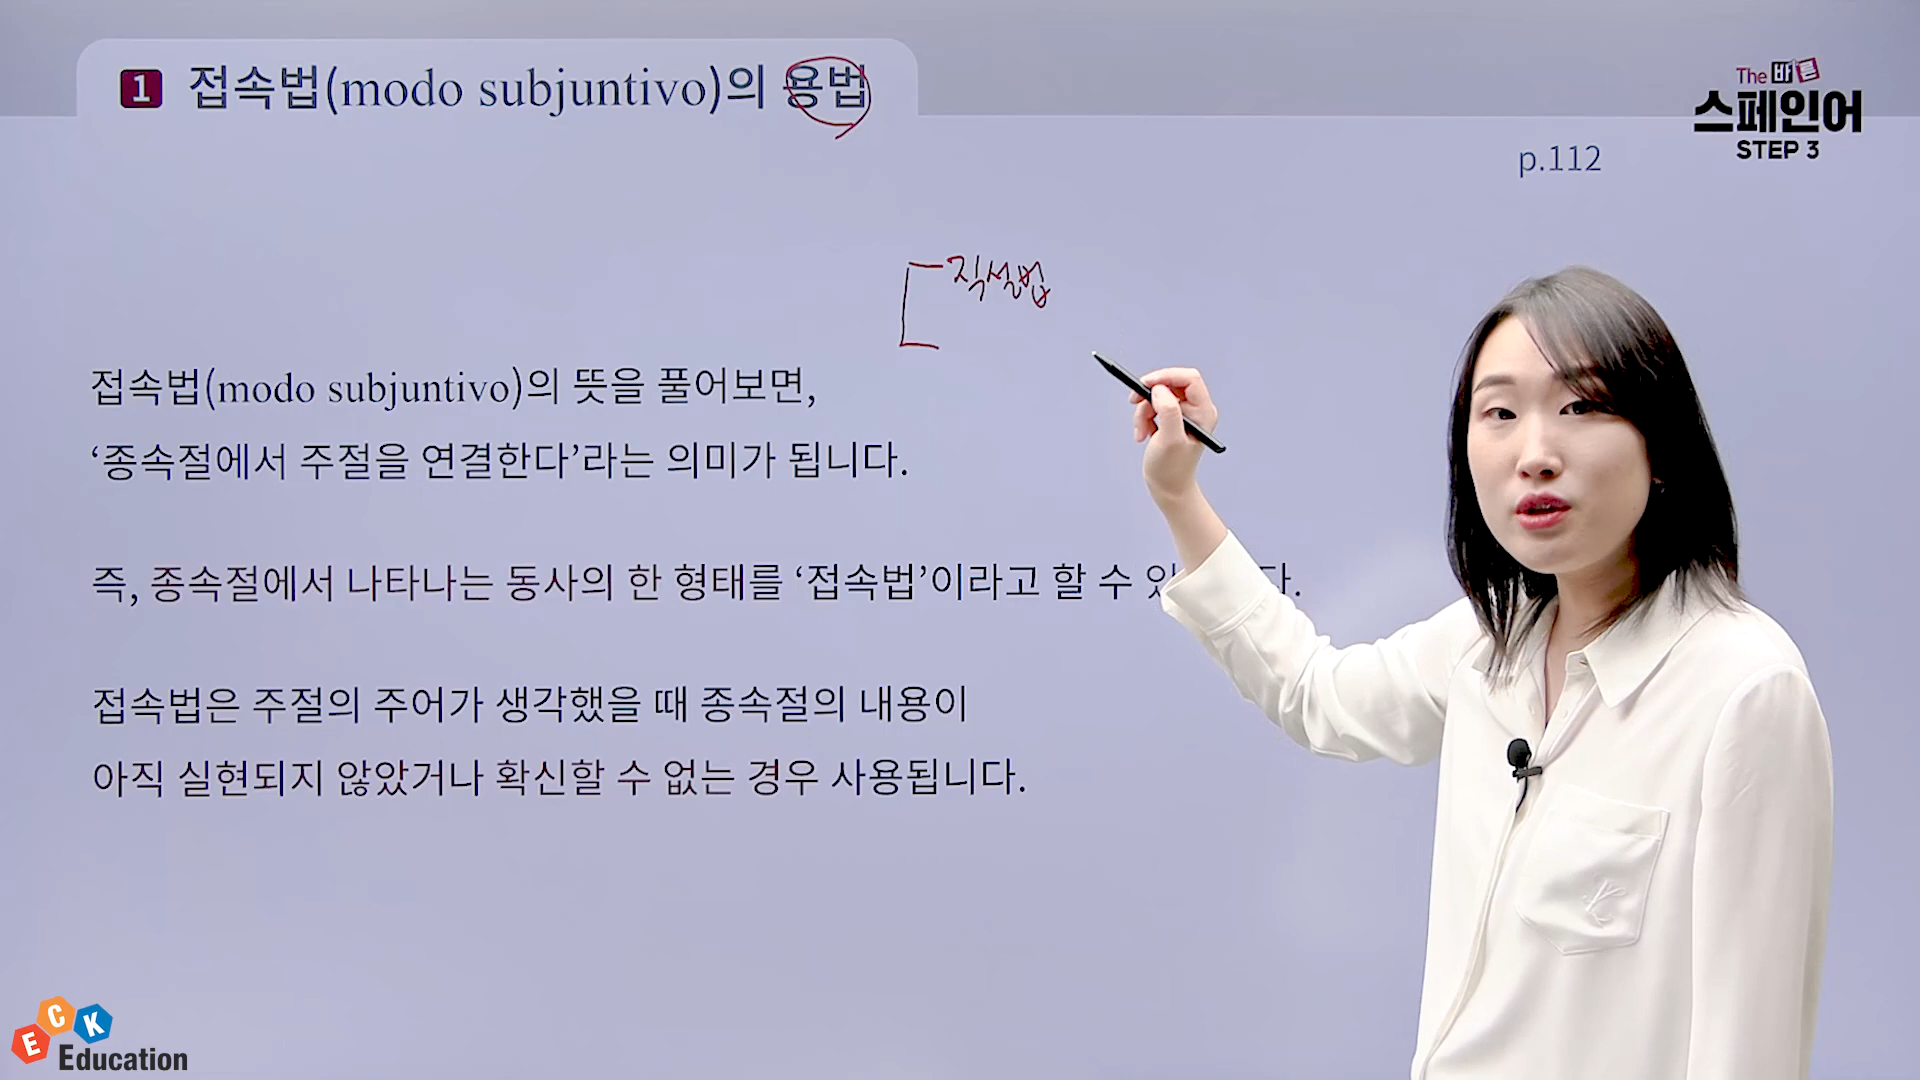 1 접속법(modo subjuntivo)의 용법
The 바른
스페인어
STEP 3
p.112
직설법
접속법(modo subjuntivo)의 뜻을 풀어보면,
‘종속절에서 주절을 연결한다’라는 의미가 됩니다.
즉, 종속절에서 나타나는 동사의 한 형태를 ‘접속법’이라고 할 수 있 다.
접속법은 주절의 주어가 생각했을 때 종속절의 내용이
아직 실현되지 않았거나 확신할 수 없는 경우 사용됩니다.
ECK
Education